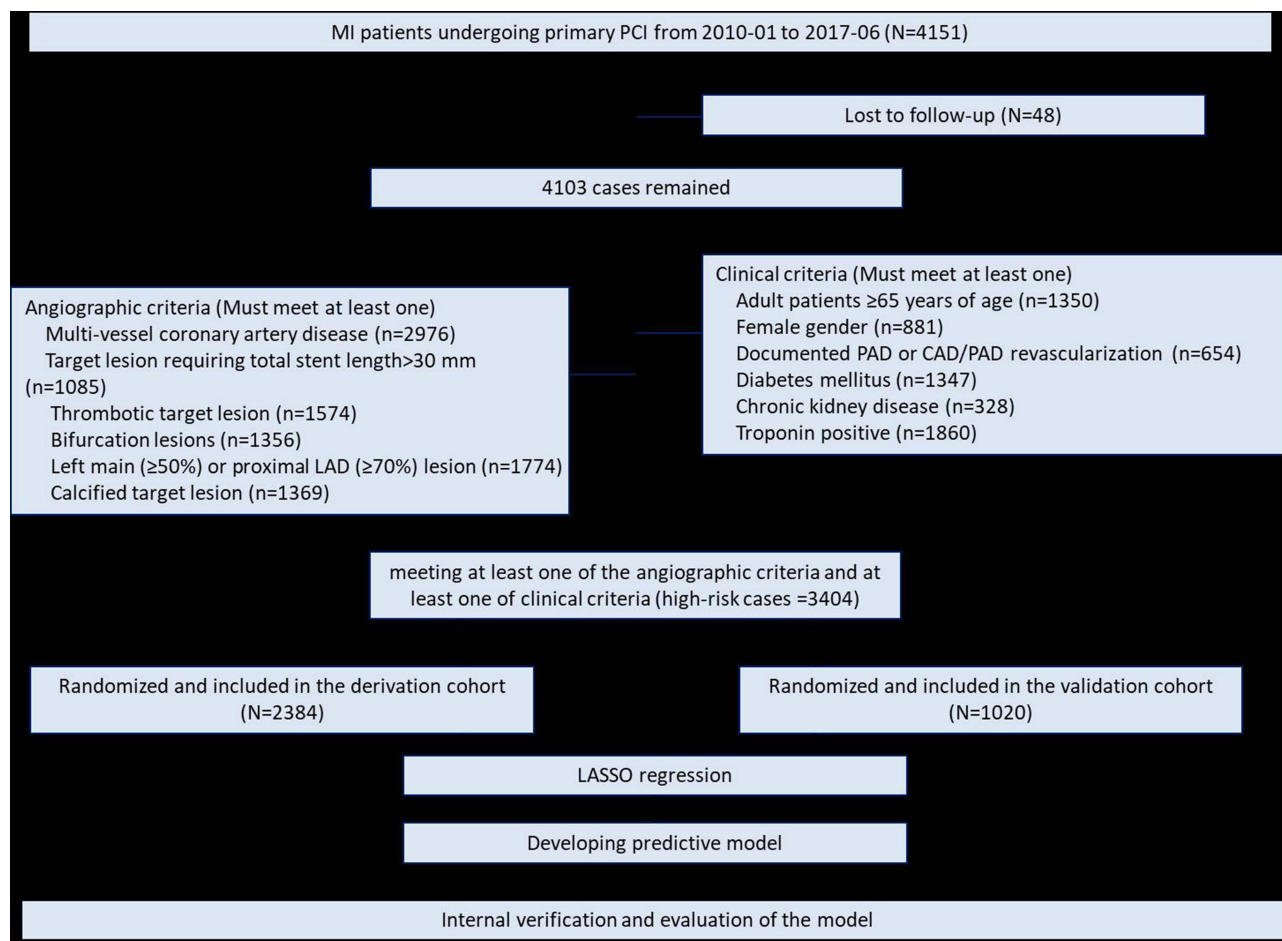 MI patients undergoing primary PCI from 2010-01 to 2017-06 (N=4151)
Lost to follow-up (N=48)
4103 cases remained
Angiographic criteria (Must meet at least one)
Multi-vessel coronary artery disease (n=2976)
Target lesion requiring total stent length>30 mm
(n=1085)
Thrombotic target lesion (n=1574)
Bifurcation lesions (n=1356)
Left main (≥50%) or proximal LAD (≥70%) lesion (n=1774)
Calcified target lesion (n=1369)
Clinical criteria (Must meet at least one)
Adult patients ≥65 years of age (n=1350)
Female gender (n=881)
Documented PAD or CAD/PAD revascularization (n=654)
Diabetes mellitus (n=1347)
Chronic kidney disease (n=328)
Troponin positive (n=1860)
meeting at least one of the angiographic criteria and at
least one of clinical criteria (high-risk cases =3404)
Randomized and included in the derivation cohort
(N=2384)
Randomized and included in the validation cohort
(N=1020)
LASSO regression
Developing predictive model
Internal verification and evaluation of the model